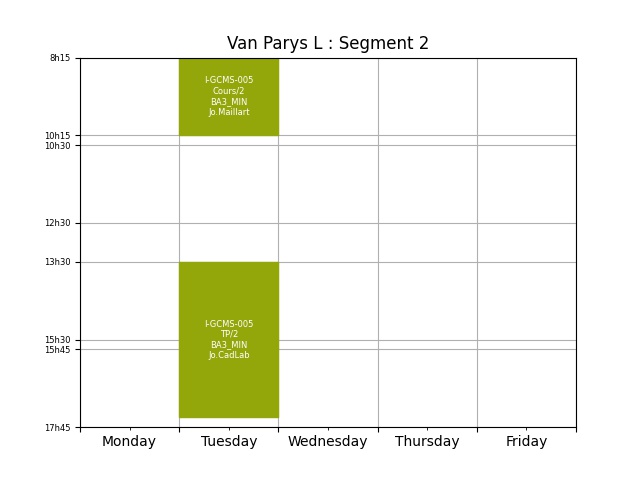 Van Parys L : Segment 2
8h15
I-GCMS-005
Cours/2
BA3_MIN
Jo.Maillart
10h15
10h30
12h30
13h30
I-GCMS-005
TP/2
BA3_MIN
Jo.CadLab
15h30
15h45
17h45
Monday Tuesday Wednesday Thursday Friday